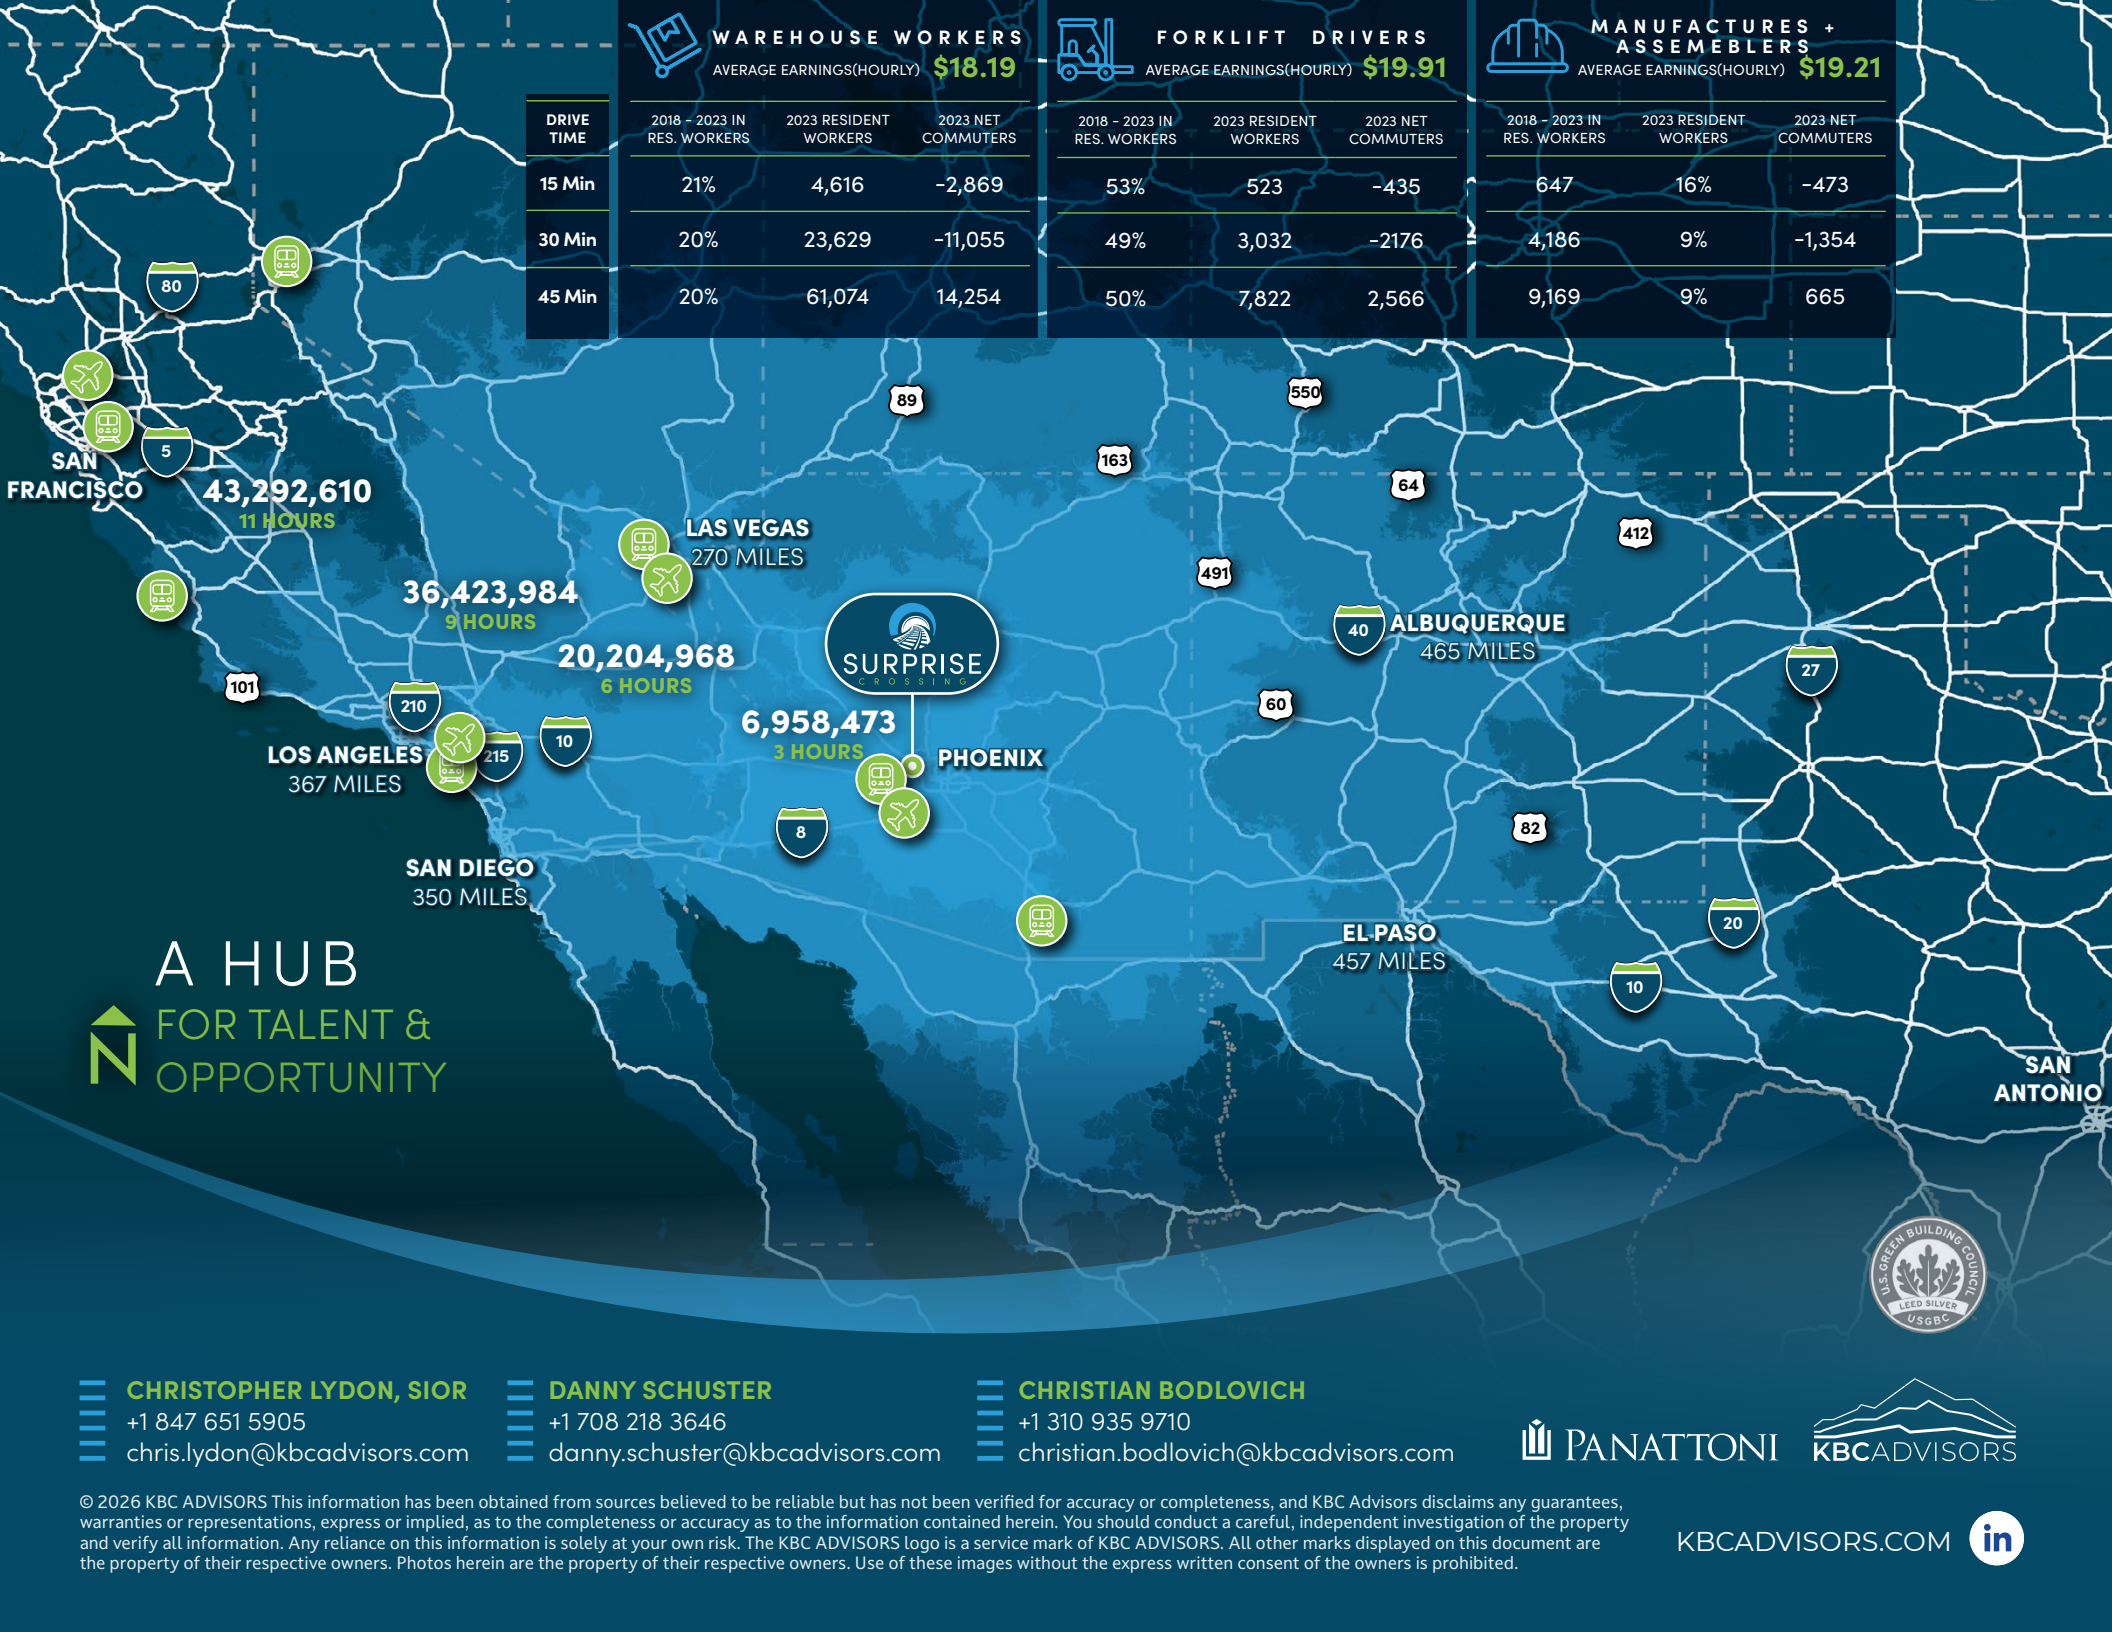 WAREHOUSE WORKERS
AVERAGE EARNINGS(HOURLY) $18.19
FORKLIFT DRIVERS
AVERAGE EARNINGS(HOURLY) $19.91
MANUFACTURES +
ASSEMEBLERS
AVERAGE EARNINGS(HOURLY) $19.21
DRIVE
TIME
2018 - 2023 IN
RES. WORKERS
2023 RESIDENT
WORKERS
2023 NET
COMMUTERS
2018 - 2023 IN
RES. WORKERS
2023 RESIDENT
WORKERS
2023 NET
COMMUTERS
2018 - 2023 IN
RES. WORKERS
2023 RESIDENT
WORKERS
2023 NET
COMMUTERS
15 Min 21% 4,616 -2,869 53% 523 -435 647 16% -473
30 Min 20% 23,629 -11,055 49% 3,032 -2176 4,186 9% -1,354
45 Min 20% 61,074 14,254 50% 7,822 2,566 9,169 9% 665
80
89
550
5
163
64
SAN
FRANCISCO
43,292,610
11 HOURS
LAS VEGAS
270 MILES
412
491
36,423,984
9 HOURS
SURPRISE
CROSSING
40
ALBUQUERQUE
465 MILES
20,204,968
6 HOURS
27
101
210
60
6,958,473
3 HOURS
10
215
LOS ANGELES
367 MILES
PHOENIX
8
82
SAN DIEGO
350 MILES
20
EL PASO
457 MILES
10
A HUB
FOR TALENT &
OPPORTUNITY
N
SAN
ANTONIO
U.S. GREEN BUILDING COUNCIL
LEED SILVER
USGBC
CHRISTOPHER LYDON, SIOR
+1 847 651 5905
chris.lydon@kbcadvisors.com
DANNY SCHUSTER
+1 708 218 3646
danny.schuster@kbcadvisors.com
CHRISTIAN BODLOVICH
+1 310 935 9710
christian.bodlovich@kbcadvisors.com
PANATTONI
KBCADVISORS
© 2026 KBC ADVISORS This information has been obtained from sources believed to be reliable but has not been verified for accuracy or completeness, and KBC Advisors disclaims any guarantees,
warranties or representations, express or implied, as to the completeness or accuracy as to the information contained herein. You should conduct a careful, independent investigation of the property
and verify all information. Any reliance on this information is solely at your own risk. The KBC ADVISORS logo is a service mark of KBC ADVISORS. All other marks displayed on this document are
the property of their respective owners. Photos herein are the property of their respective owners. Use of these images without the express written consent of the owners is prohibited.
KBCADVISORS.COM
in